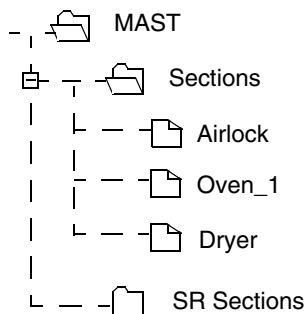 MAST
Sections
Airlock
Oven_1
Dryer
SR Sections